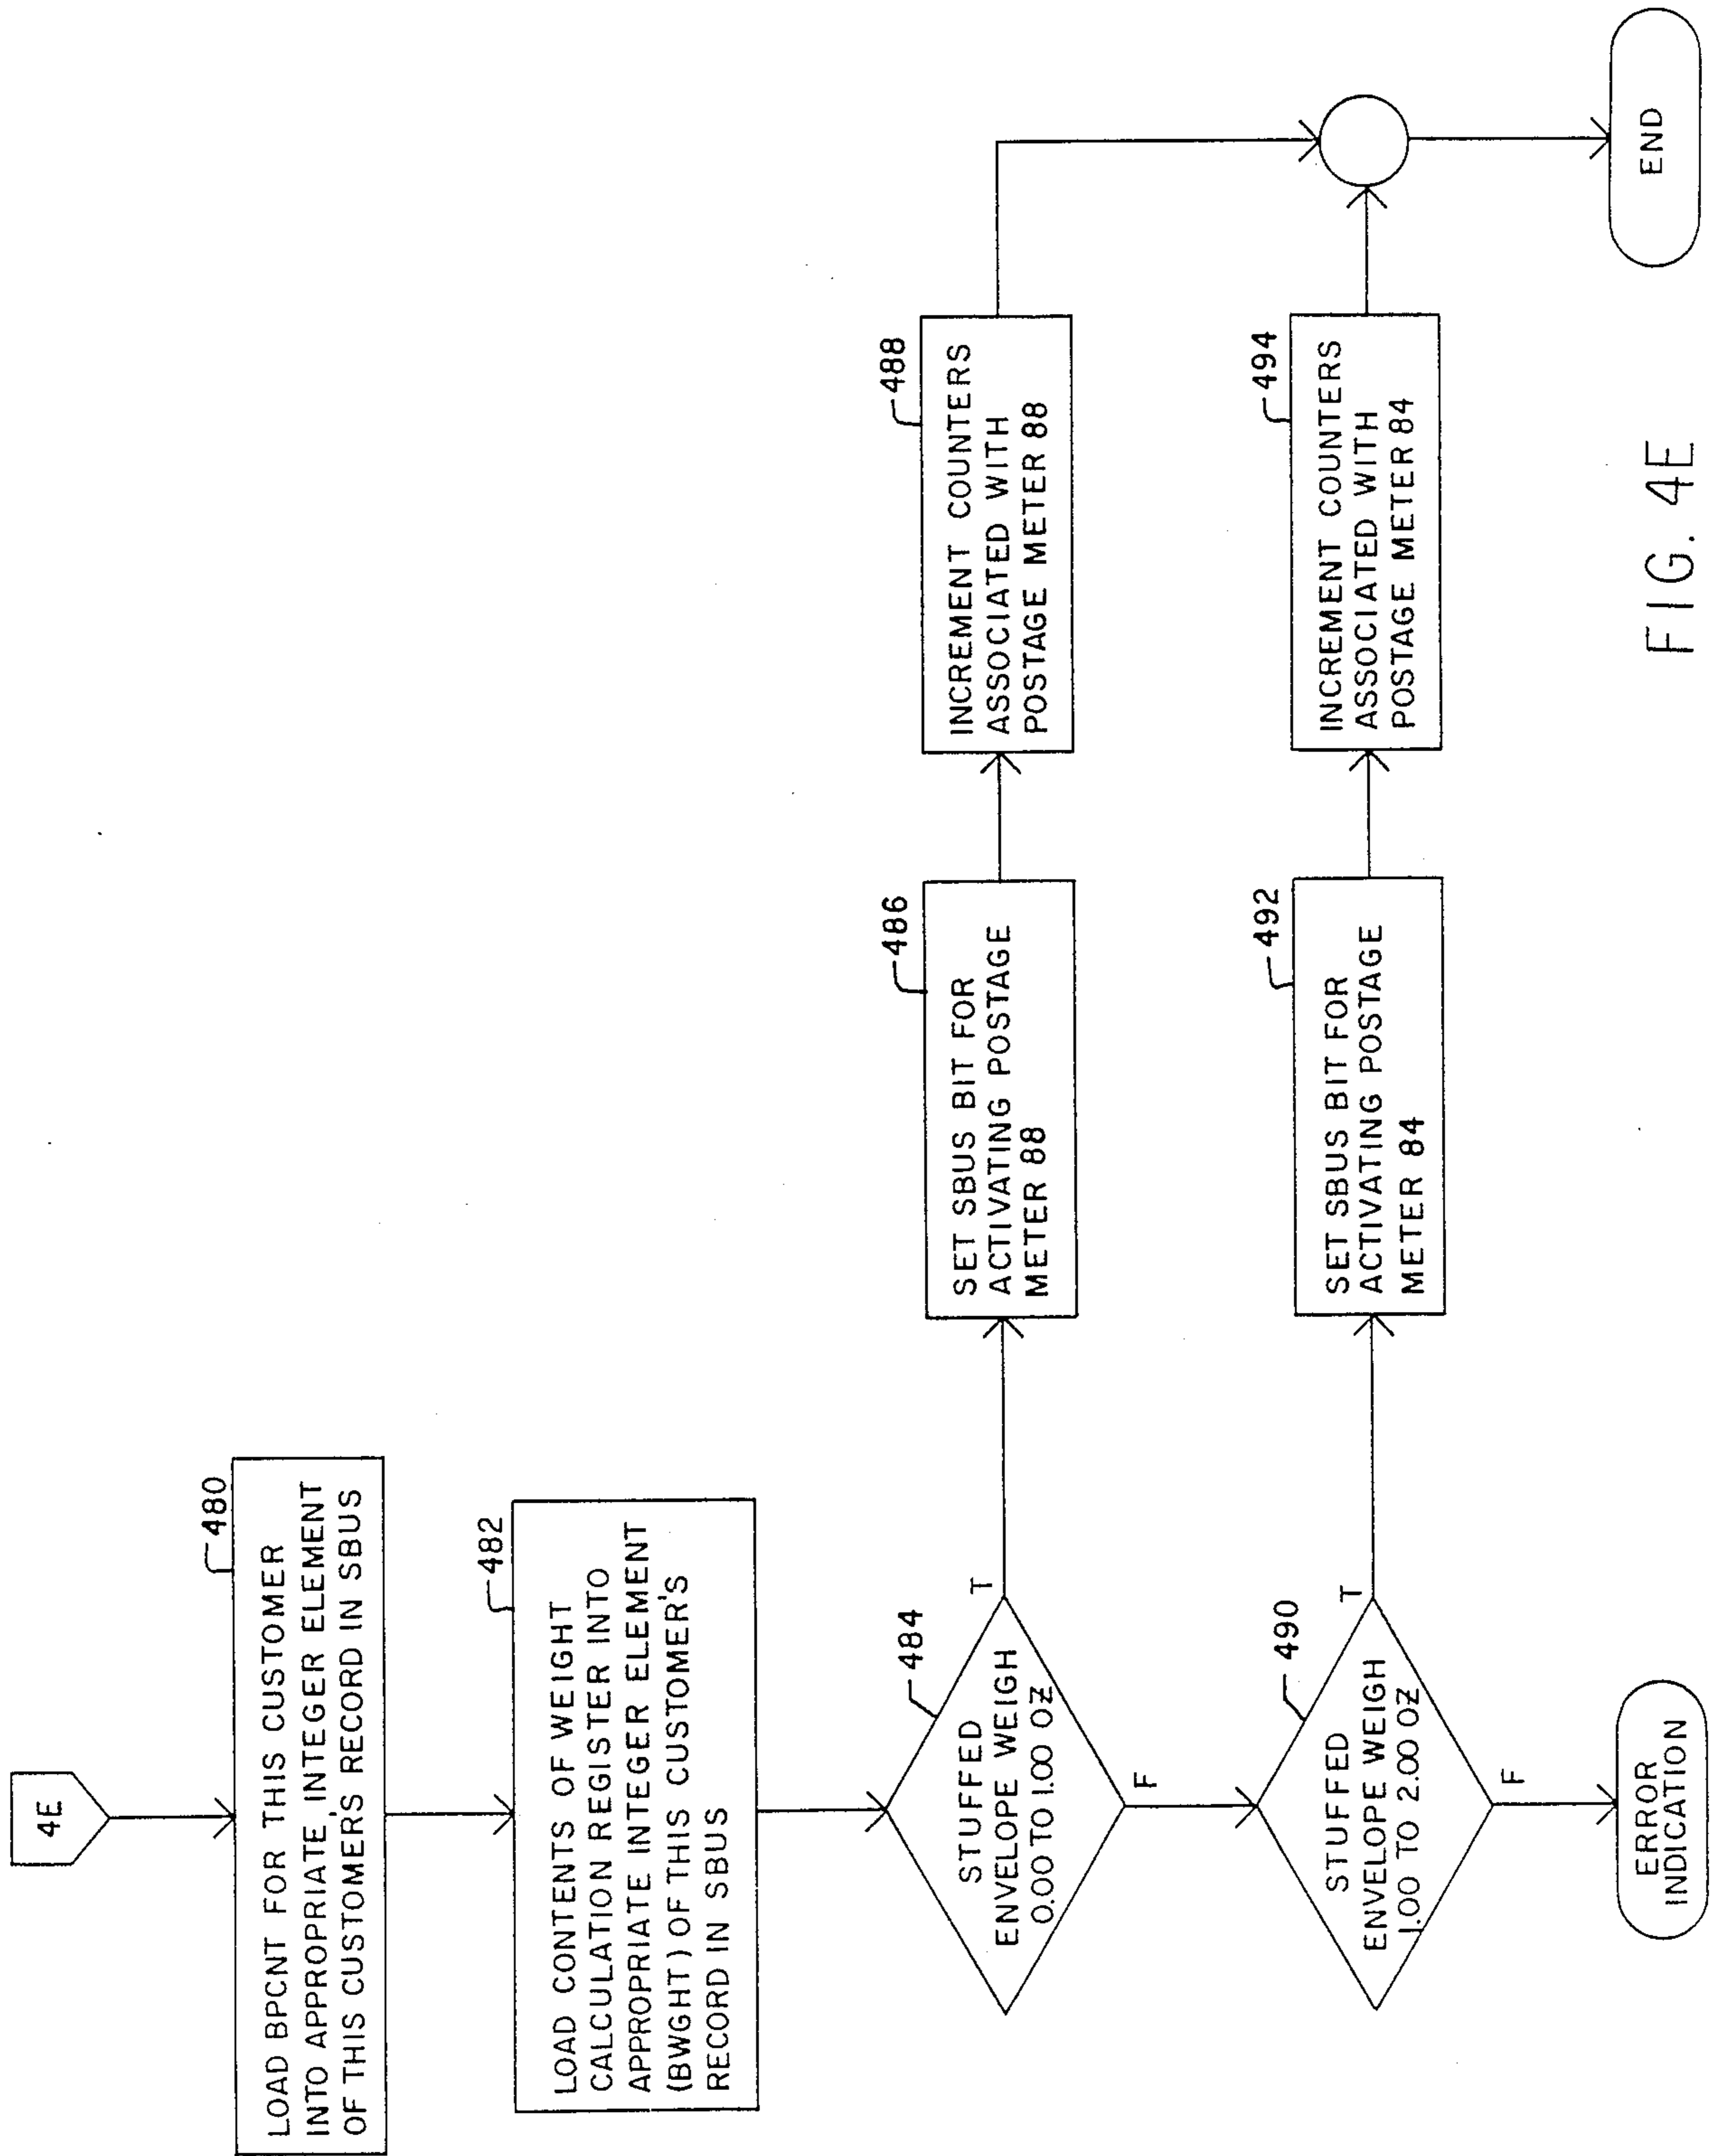 4E
480
LOAD BPCNT FOR THIS CUSTOMER
INTO APPROPRIATE INTEGER ELEMENT
OF THIS CUSTOMER'S RECORD IN SBUS
482
LOAD CONTENTS OF WEIGHT
CALCULATION REGISTER INTO
APPROPRIATE INTEGER ELEMENT
(BWGHT) OF THIS CUSTOMER'S
RECORD IN SBUS
484
STUFFED
ENVELOPE WEIGH
0.00 TO 1.00 OZ
T
F
486
SET SBUS BIT FOR
ACTIVATING POSTAGE
METER 88
488
INCREMENT COUNTERS
ASSOCIATED WITH
POSTAGE METER 88
490
STUFFED
ENVELOPE WEIGH
1.00 TO 2.00 OZ
T
F
492
SET SBUS BIT FOR
ACTIVATING POSTAGE
METER 84
494
INCREMENT COUNTERS
ASSOCIATED WITH
POSTAGE METER 84
ERROR
INDICATION
END
FIG. 4E